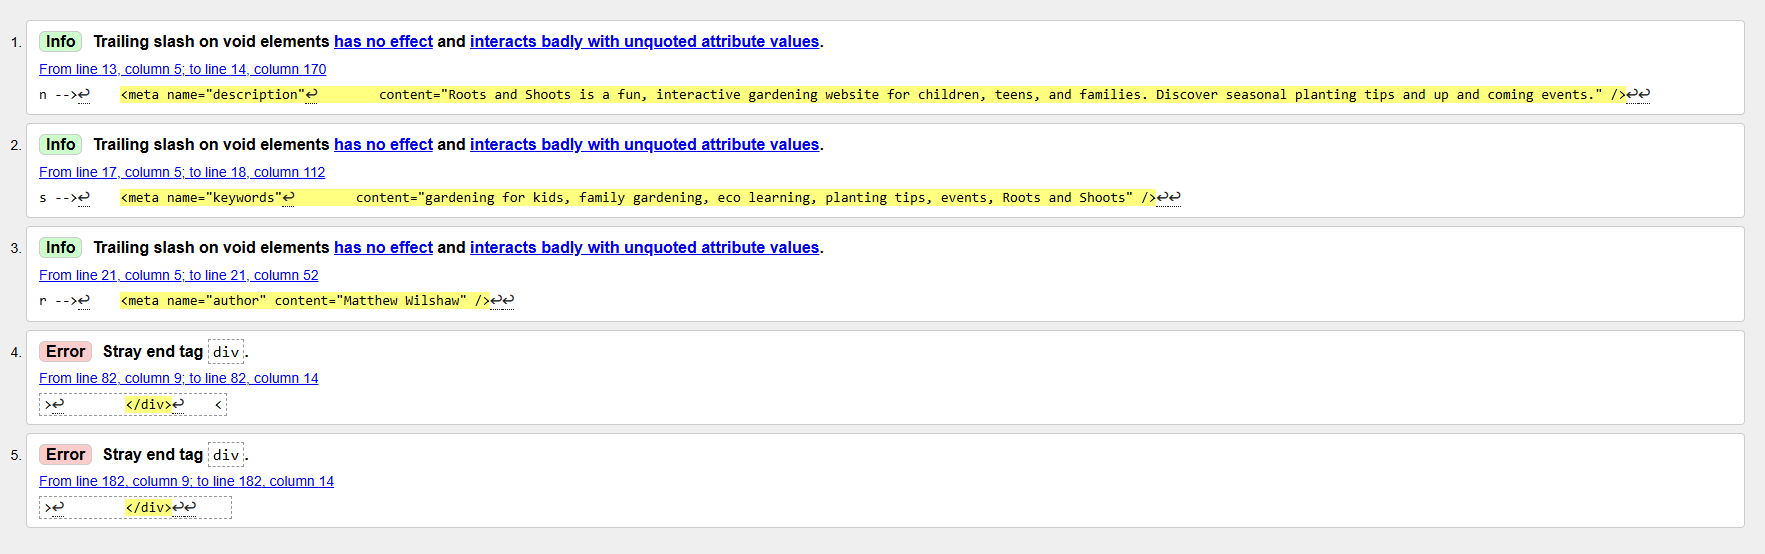 1. Info Trailing slash on void elements has no effect and interacts badly with unquoted attribute values.
From line 13, column 5; to line 14, column 170
n -->↩ <meta name="description"↩ content="Roots and Shoots is a fun, interactive gardening website for children, teens, and families. Discover seasonal planting tips and up and coming events." />↩↩
2. Info Trailing slash on void elements has no effect and interacts badly with unquoted attribute values.
From line 17, column 5; to line 18, column 112
s -->↩ <meta name="keywords"↩ content="gardening for kids, family gardening, eco learning, planting tips, events, Roots and Shoots" />↩↩
3. Info Trailing slash on void elements has no effect and interacts badly with unquoted attribute values.
From line 21, column 5; to line 21, column 52
r -->↩ <meta name="author" content="Matthew Wilshaw" />↩↩
4. Error Stray end tag div.
From line 82, column 9; to line 82, column 14
>↩ </div>↩ <
5. Error Stray end tag div.
From line 182, column 9; to line 182, column 14
>↩ </div>↩↩